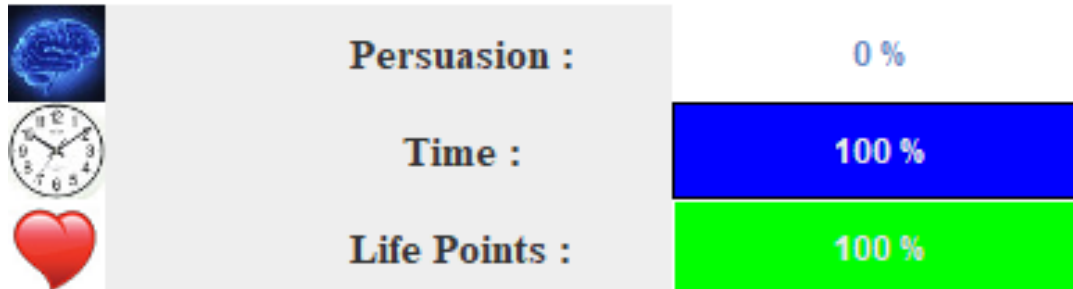 Persuasion : 0 %
Time : 100 %
Life Points : 100 %